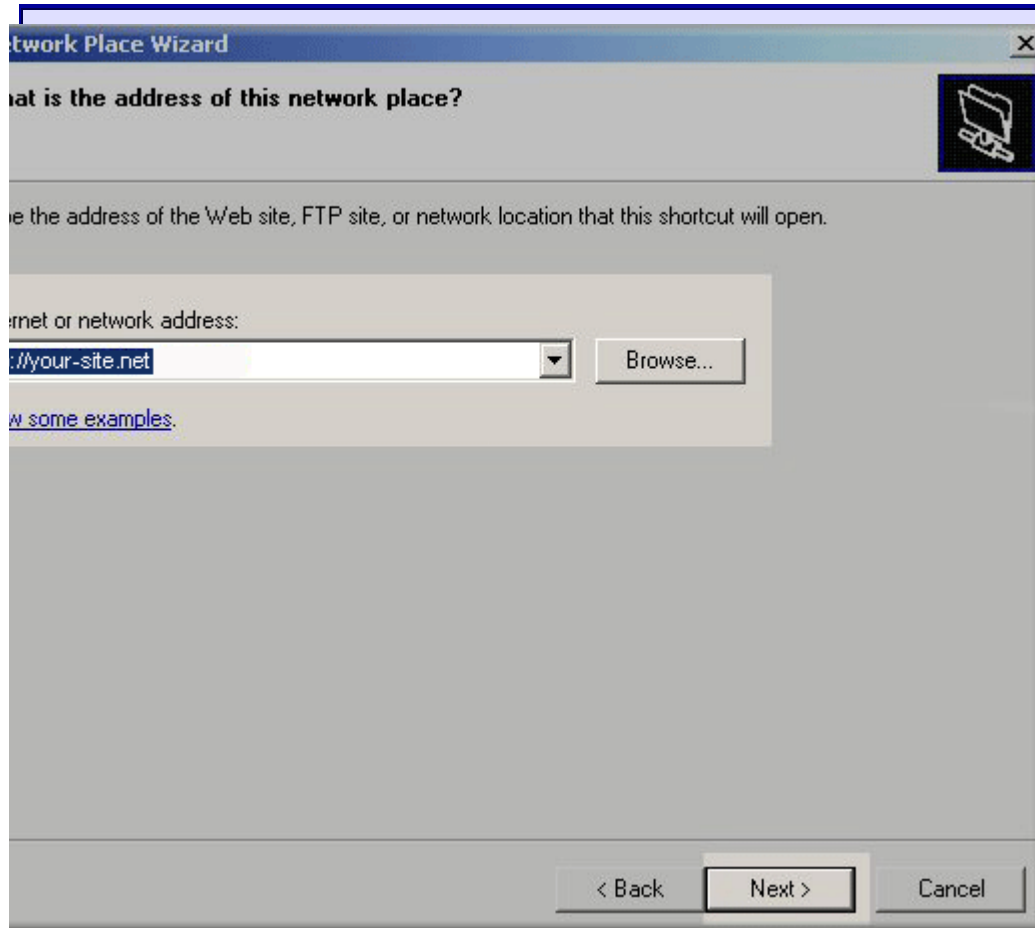 twork Place Wizard
at is the address of this network place?
e the address of the Web site, FTP site, or network location that this shortcut will open.
rnet or network address:
://your-site.net
Browse...
w some examples.
< Back
Next >
Cancel